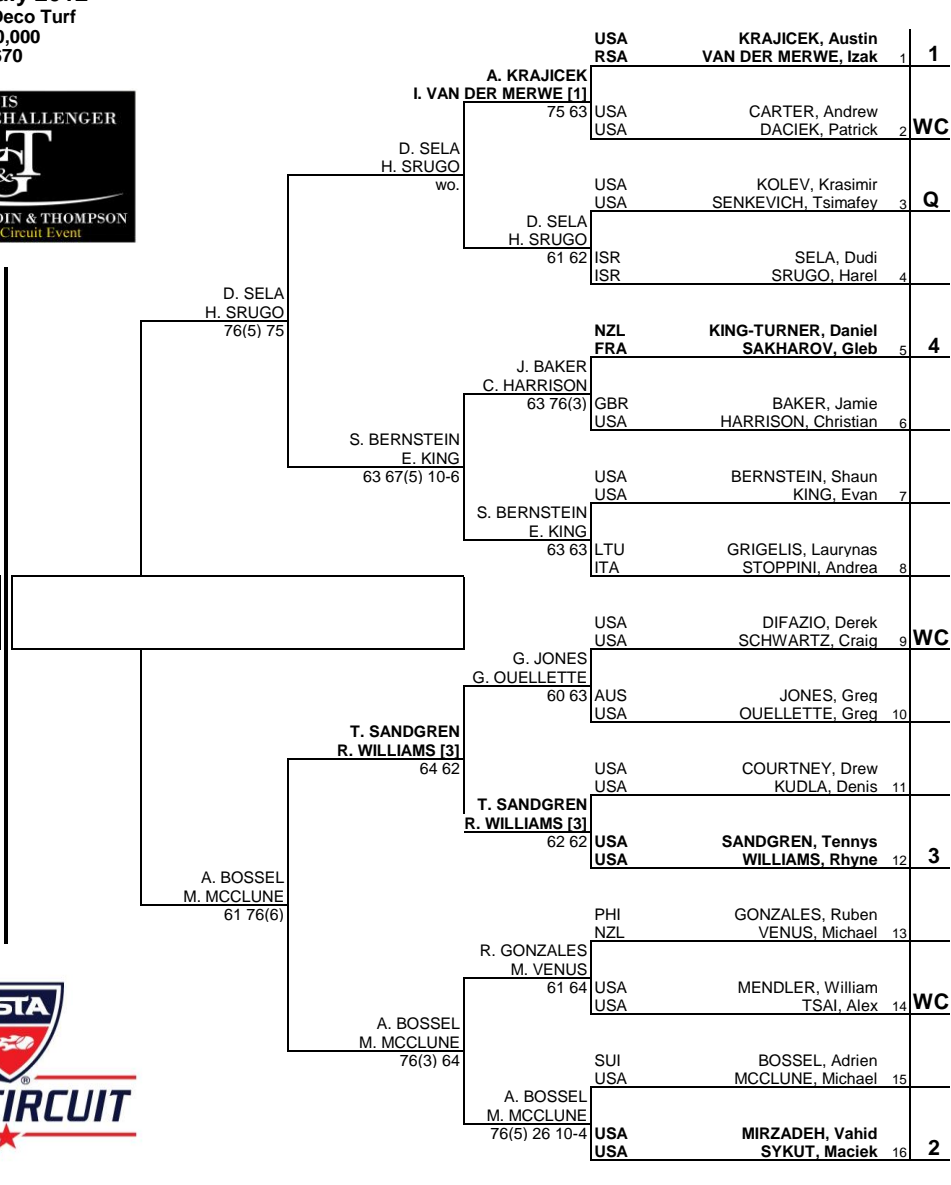 Deco Turf
USA KRAJICEK, Austin
RSA VAN DER MERWE, Izak 1 1
A. KRAJICEK
I. VAN DER MERWE [1]
75 63 USA CARTER, Andrew
USA DACIEK, Patrick 2 WC
D. SELA
H. SRUGO
wo.
USA KOLEV, Krasimir
USA SENKEVICH, Tsimafey 3 Q
D. SELA
H. SRUGO
61 62 ISR SELA, Dudi
ISR SRUGO, Harel 4
D. SELA
H. SRUGO
76(5) 75
NZL KING-TURNER, Daniel
FRA SAKHAROV, Gleb 5 4
J. BAKER
C. HARRISON
63 76(3) GBR BAKER, Jamie
USA HARRISON, Christian 6
S. BERNSTEIN
E. KING
63 67(5) 10-6
USA BERNSTEIN, Shaun
USA KING, Evan 7
S. BERNSTEIN
E. KING
63 63 LTU GRIGELIS, Laurynas
ITA STOPPINI, Andrea 8
USA DIFAZIO, Derek
USA SCHWARTZ, Craig 9 WC
G. JONES
G. OUELLETTE
60 63 AUS JONES, Greg
USA OUELLETTE, Greg 10
T. SANDGREN
R. WILLIAMS [3]
64 62
USA COURTNEY, Drew
USA KUDLA, Denis 11
T. SANDGREN
R. WILLIAMS [3]
62 62 USA SANDGREN, Tennys
USA WILLIAMS, Rhyne 12 3
A. BOSSEL
M. MCCLUNE
61 76(6)
PHI GONZALES, Ruben
NZL VENUS, Michael 13
R. GONZALES
M. VENUS
61 64 USA MENDLER, William
USA TSAI, Alex 14 WC
A. BOSSEL
M. MCCLUNE
76(3) 64
SUI BOSSEL, Adrien
USA MCCLUNE, Michael 15
A. BOSSEL
M. MCCLUNE
76(5) 26 10-4 USA MIRZADEH, Vahid
USA SYKUT, Maciek 16 2
& THOMPSON
Circuit Event